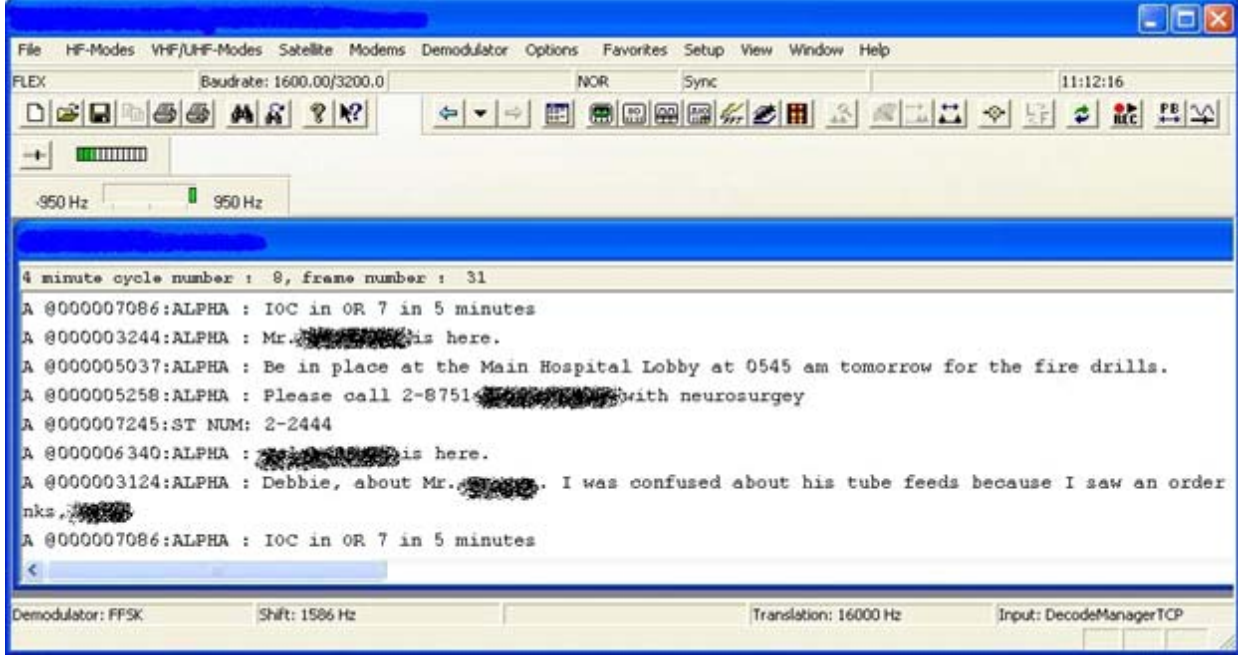 File HF-Modes VHF/UHF-Modes Satellite Modems Demodulator Options Favorites Setup View Window Help
FLEX Baudrate: 1600.00/3200.0 NOR Sync 11:12:16
REC PB
-950 Hz 950 Hz
4 minute cycle number : 8, frame number : 31
A @000007086:ALPHA : IOC in OR 7 in 5 minutes
A @000003244:ALPHA : Mr. is here.
A @000005037:ALPHA : Be in place at the Main Hospital Lobby at 0545 am tomorrow for the fire drills.
A @000005258:ALPHA : Please call 2-8751 with neurosurgey
A @000007245:ST NUM: 2-2444
A @000006340:ALPHA : is here.
A @000003124:ALPHA : Debbie, about Mr. . I was confused about his tube feeds because I saw an order
nks,
A @000007086:ALPHA : IOC in OR 7 in 5 minutes
Demodulator: FFSK Shift: 1586 Hz Translation: 16000 Hz Input: DecodeManagerTCP